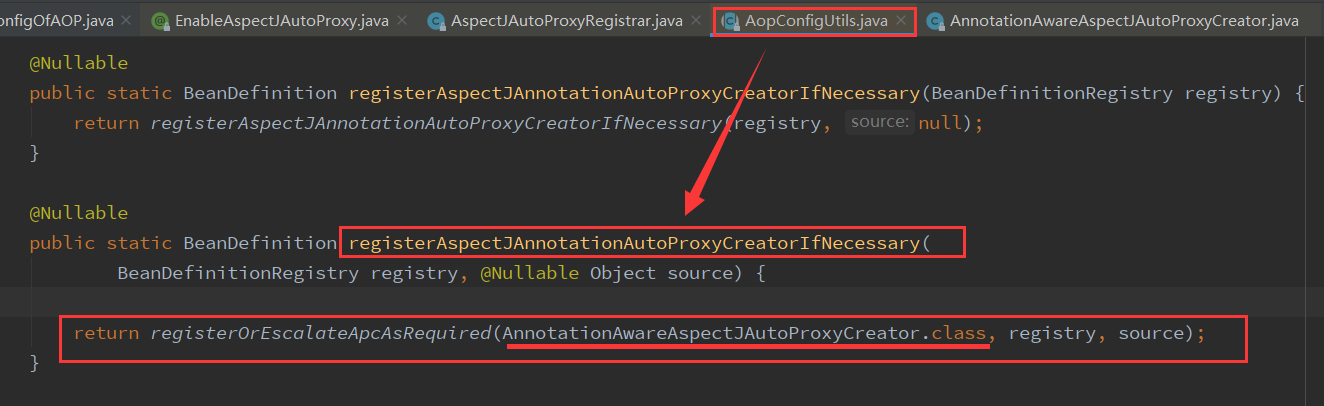 onfigOfAOP.java × EnableAspectJAutoProxy.java × AspectJAutoProxyRegistrar.java × AopConfigUtils.java × AnnotationAwareAspectJAutoProxyCreator.java
@Nullable
public static BeanDefinition registerAspectJAnnotationAutoProxyCreatorIfNecessary(BeanDefinitionRegistry registry) {
return registerAspectJAnnotationAutoProxyCreatorIfNecessary(registry, source: null);
}
@Nullable
public static BeanDefinition registerAspectJAnnotationAutoProxyCreatorIfNecessary(
BeanDefinitionRegistry registry, @Nullable Object source) {
return registerOrEscalateApcAsRequired(AnnotationAwareAspectJAutoProxyCreator.class, registry, source);
}